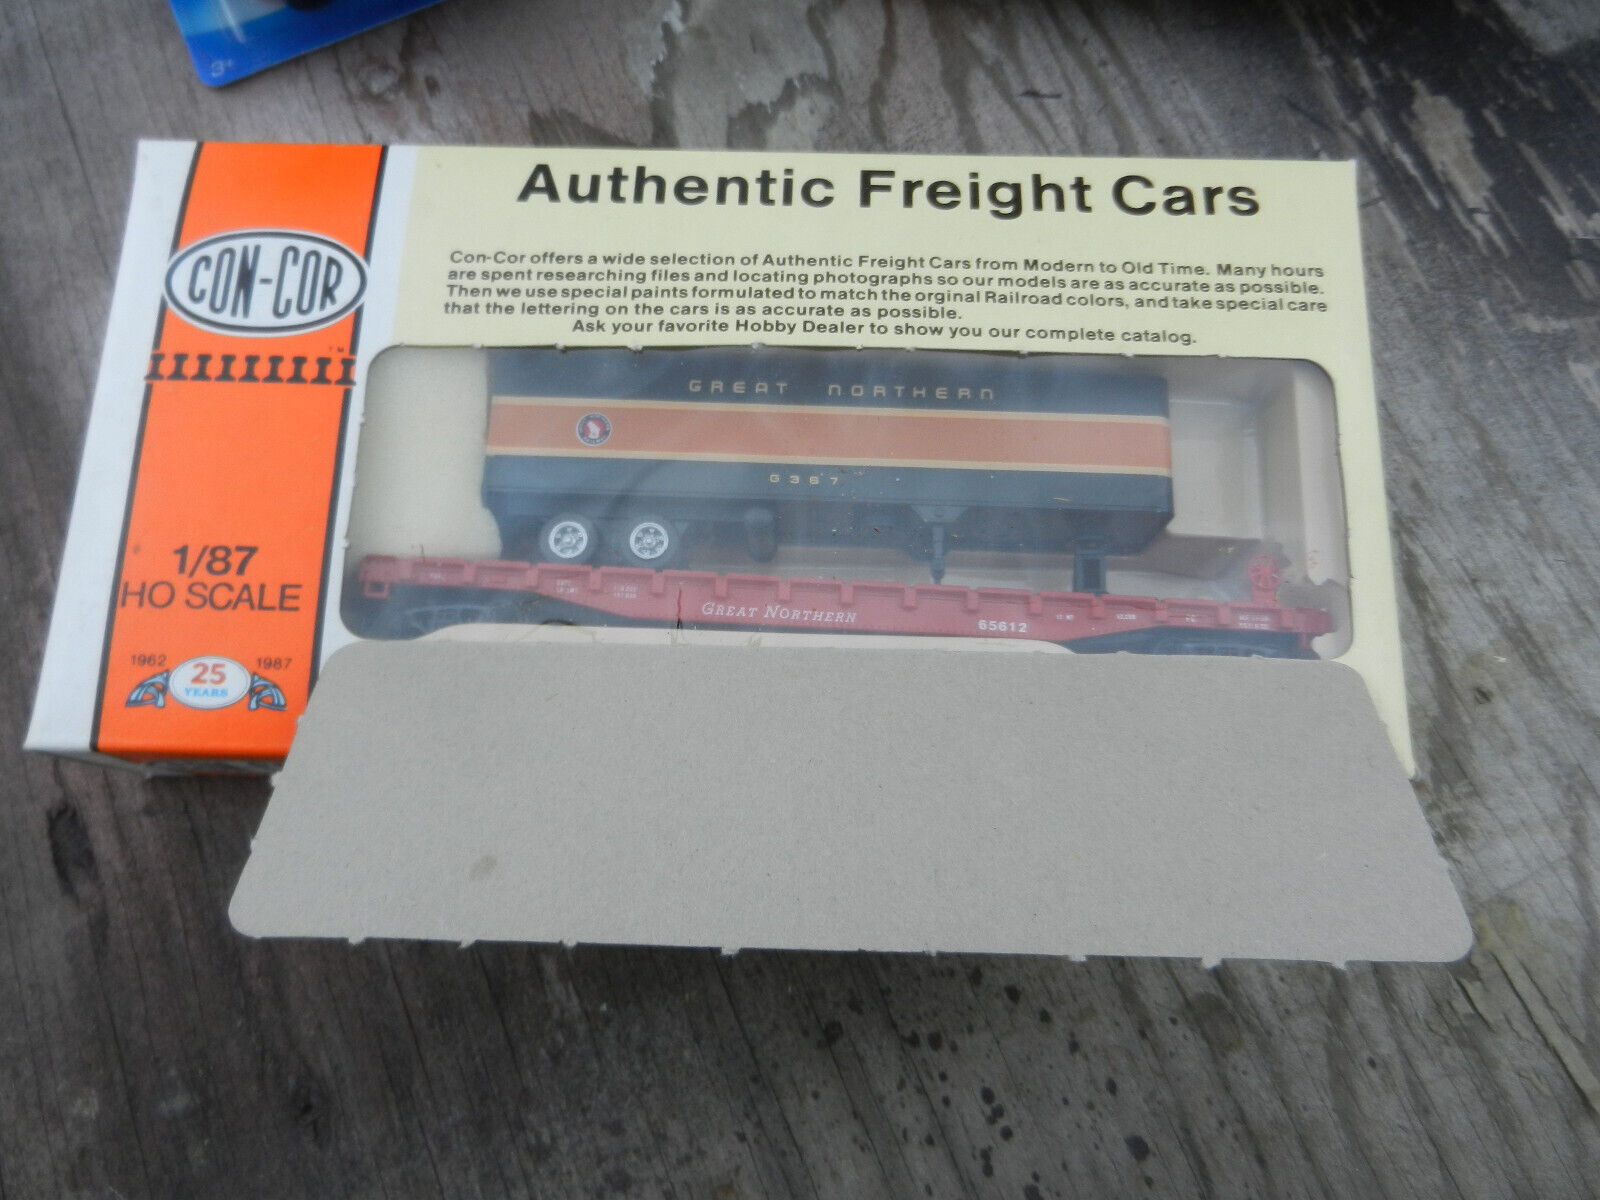 3+
Authentic Freight Cars
Con-Cor offers a wide selection of Authentic Freight Cars from Modern to Old Time. Many hours
are spent researching files and locating photographs so our models are as accurate as possible.
Then we use special paints formulated to match the orginal Railroad colors, and take special care
that the lettering on the cars is as accurate as possible.
Ask your favorite Hobby Dealer to show you our complete catalog.
CON-COR
TM
GREAT NORTHERN
G367
1/87
HO SCALE
GREAT NORTHERN
65612
1962 25 1987
YEARS